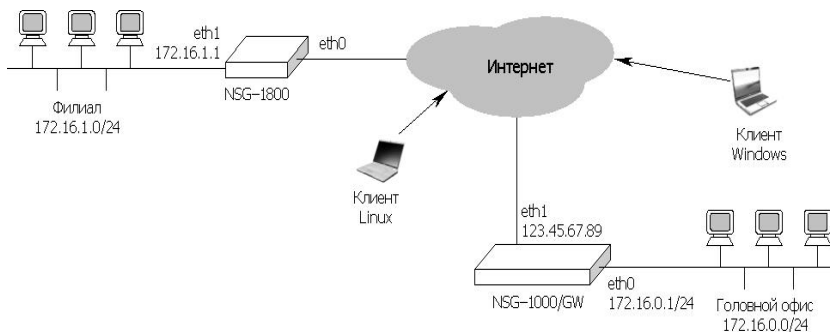 eth1
172.16.1.1
eth0
NSG-1800
Филиал
172.16.1.0/24
Интернет
Клиент
Windows
Клиент
Linux
eth1
123.45.67.89
NSG-1000/GW
eth0
172.16.0.1/24
Головной офис
172.16.0.0/24